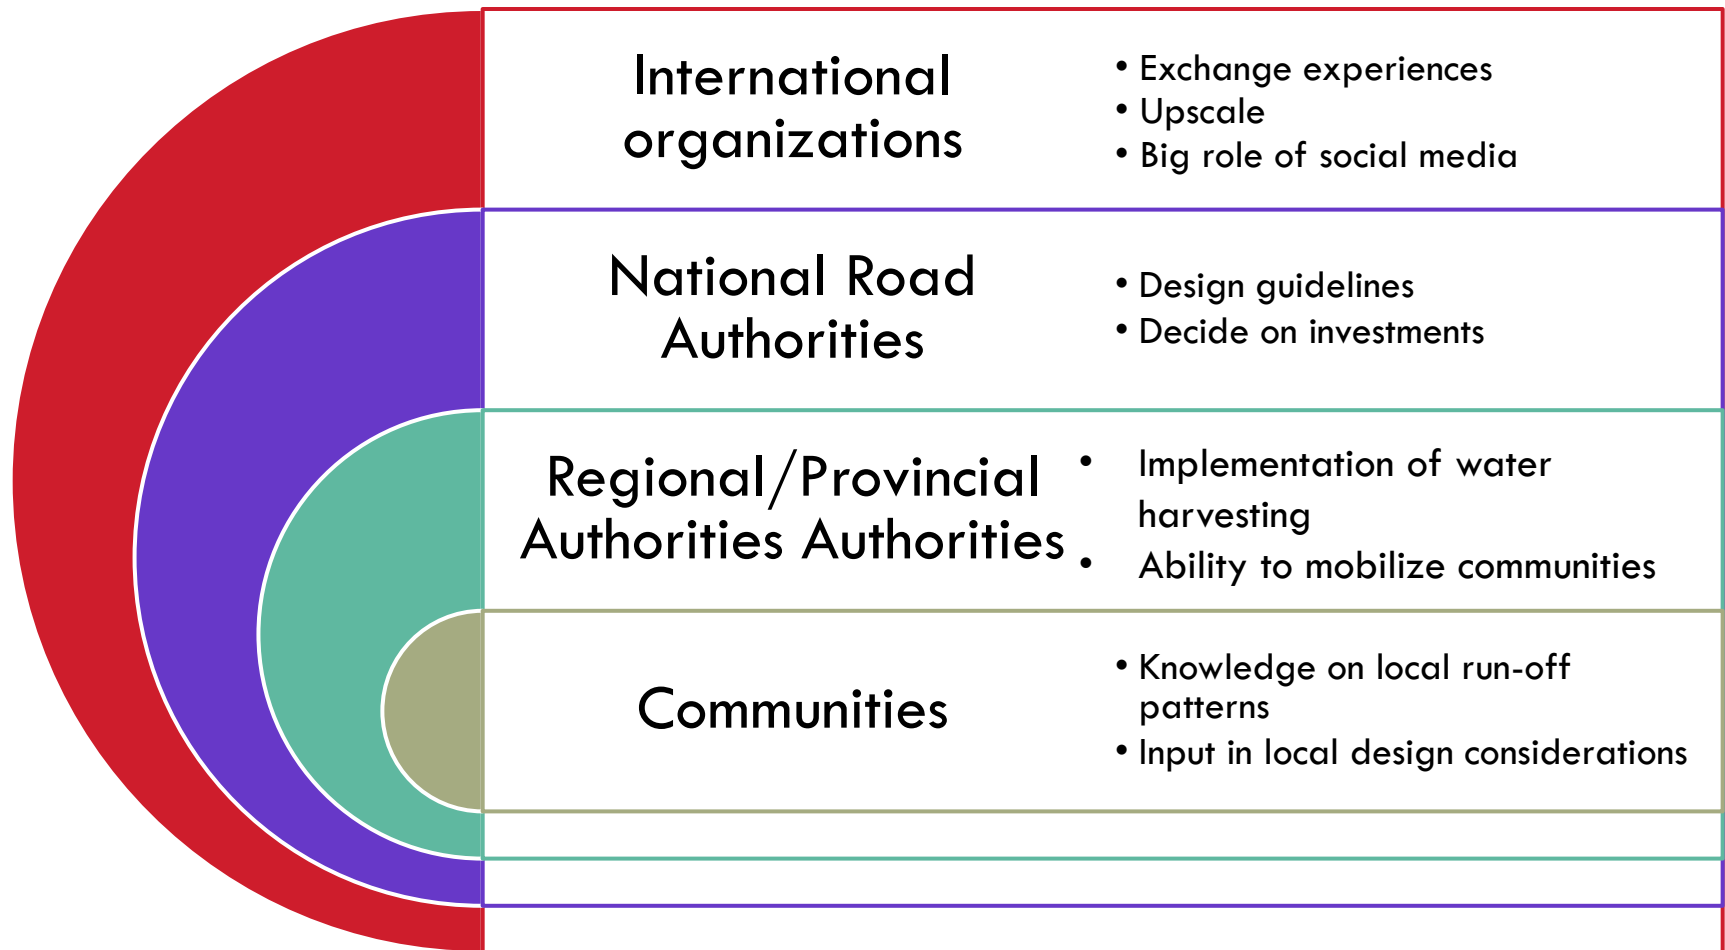 International
organizations
• Exchange experiences
• Upscale
• Big role of social media
National Road
Authorities
• Design guidelines
• Decide on investments
Regional/Provincial
Authorities Authorities
• Implementation of water
harvesting
• Ability to mobilize communities
Communities
• Knowledge on local run-off
patterns
• Input in local design considerations